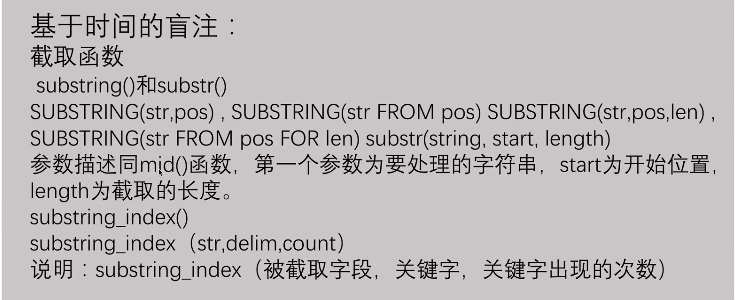 基于时间的盲注：
截取函数
substring()和substr()
SUBSTRING(str,pos) , SUBSTRING(str FROM pos) SUBSTRING(str,pos,len) ,
SUBSTRING(str FROM pos FOR len) substr(string, start, length)
参数描述同mid()函数，第一个参数为要处理的字符串，start为开始位置，
length为截取的长度。
substring_index()
substring_index（str,delim,count）
说明：substring_index（被截取字段，关键字，关键字出现的次数）